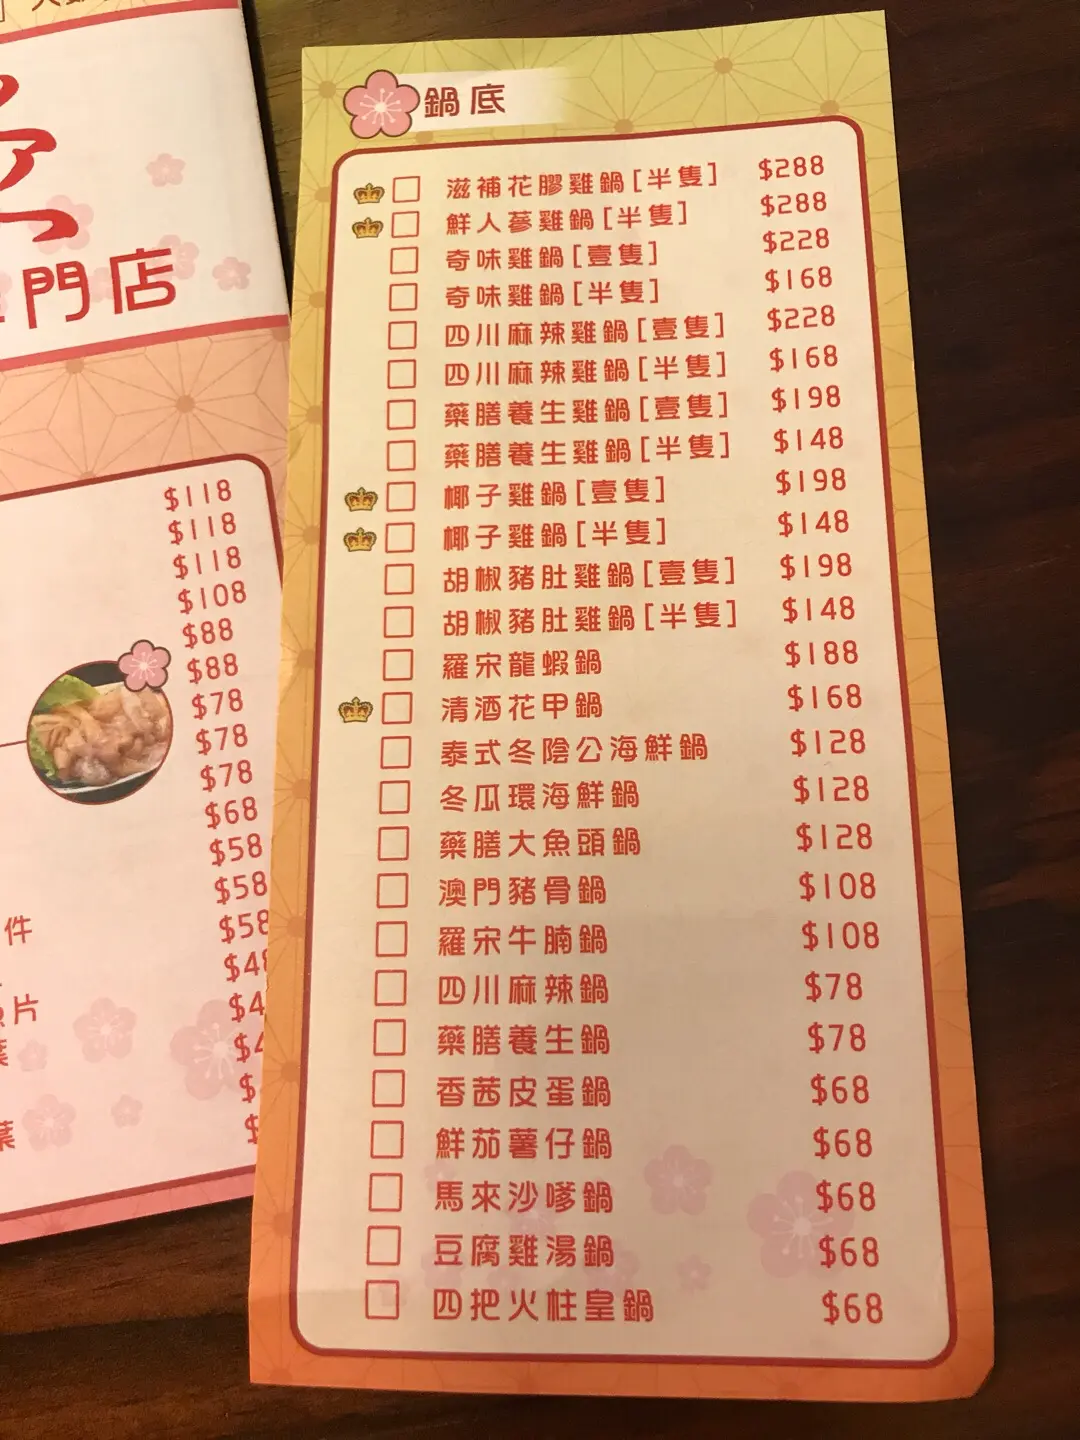 門店
$118
$118
$118
$108
$88
$88
$78
$78
$78
$68
$58
$58
$58
件
片
葉
鍋底
滋補花膠雞鍋[半隻] $288
鮮人蔘雞鍋[半隻] $288
奇味雞鍋[壹隻] $228
奇味雞鍋[半隻] $168
四川麻辣雞鍋[壹隻] $228
四川麻辣雞鍋[半隻] $168
藥膳養生雞鍋[壹隻] $198
藥膳養生雞鍋[半隻] $148
椰子雞鍋[壹隻] $198
椰子雞鍋[半隻] $148
胡椒豬肚雞鍋[壹隻] $198
胡椒豬肚雞鍋[半隻] $148
羅宋龍蝦鍋 $188
清酒花甲鍋 $168
泰式冬陰公海鮮鍋 $128
冬瓜環海鮮鍋 $128
藥膳大魚頭鍋 $128
澳門豬骨鍋 $108
羅宋牛腩鍋 $108
四川麻辣鍋 $78
藥膳養生鍋 $78
香茜皮蛋鍋 $68
鮮茄薯仔鍋 $68
馬來沙嗲鍋 $68
豆腐雞湯鍋 $68
四把火柱皇鍋 $68